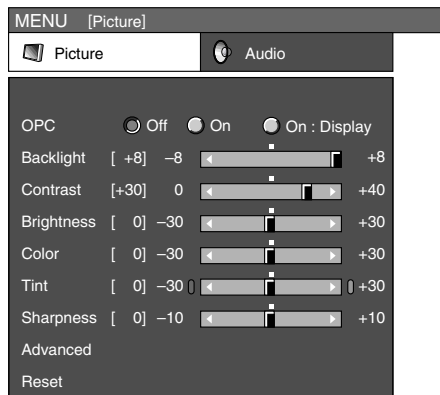 MENU [Picture]
Picture Audio
OPC Off On On : Display
Backlight [ +8] –8 +8
Contrast [+30] 0 +40
Brightness [ 0] –30 +30
Color [ 0] –30 +30
Tint [ 0] –30 +30
Sharpness [ 0] –10 +10
Advanced
Reset